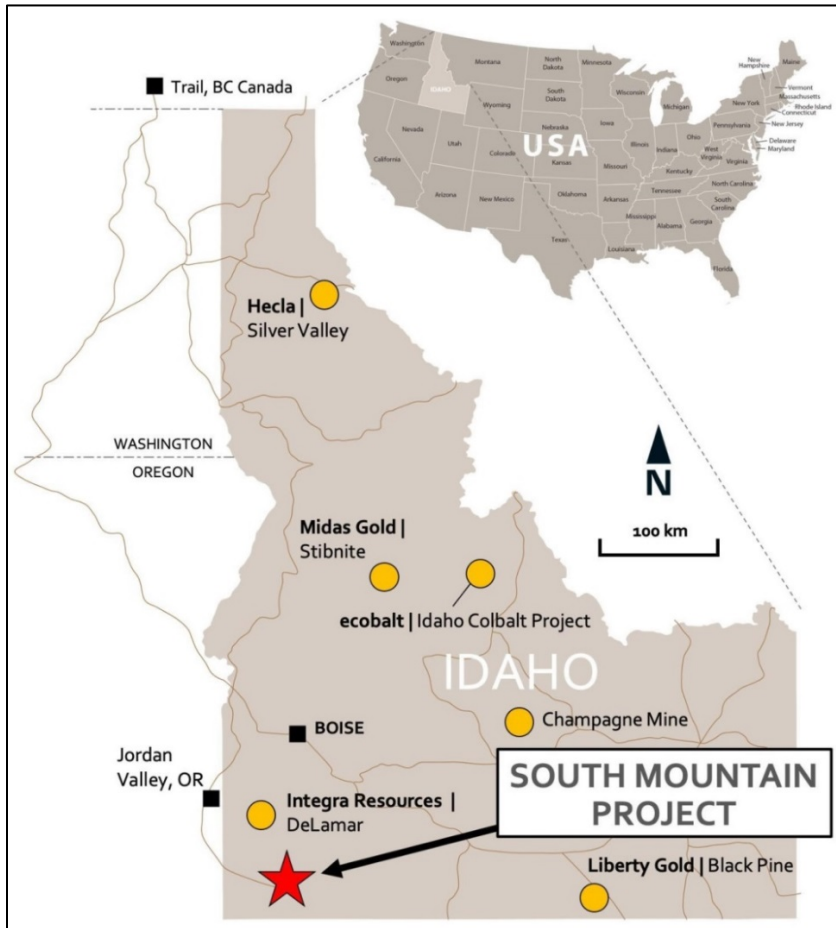 Washington
Montana
North
Dakota
Minnesota
Oregon
IDAHO
Wyoming
South
Dakota
Wisconsin
Michigan
New
Hampshire
Maine
Vermont
Massachusetts
New York
Rhode Island
Connecticut
Pennsylvania
New Jersey
Nevada
Utah
Colorado
Nebraska
Iowa
Illinois
Indiana
Ohio
Delaware
Maryland
West
Virginia
Virginia
USA
California
Kansas
Missouri
Kentucky
North Carolina
Tennessee
South
Carolina
Arizona
New Mexico
Oklahoma
Arkansas
Mississippi
Alabama
Georgia
Texas
Louisiana
Florida
Trail, BC Canada
Hecla |
Silver Valley
WASHINGTON
OREGON
N
100 km
Midas Gold |
Stibnite
ecobalt | Idaho Colbalt Project
IDAHO
Champagne Mine
BOISE
Jordan
Valley, OR
SOUTH MOUNTAIN
PROJECT
Integra Resources |
DeLamar
Liberty Gold | Black Pine